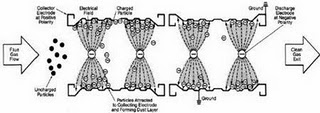 Collector
Electrode
at Positive
Polarity
Electrical
Field
Charged
Particle
Discharge
Electrode
at Negative
Polarity
Ground
Flue
Gas
Flow
Clean
Gas
Exit
Uncharged
Particles
Particles Attracted
to Collecting Electrode
and Forming Dust Layer
Ground